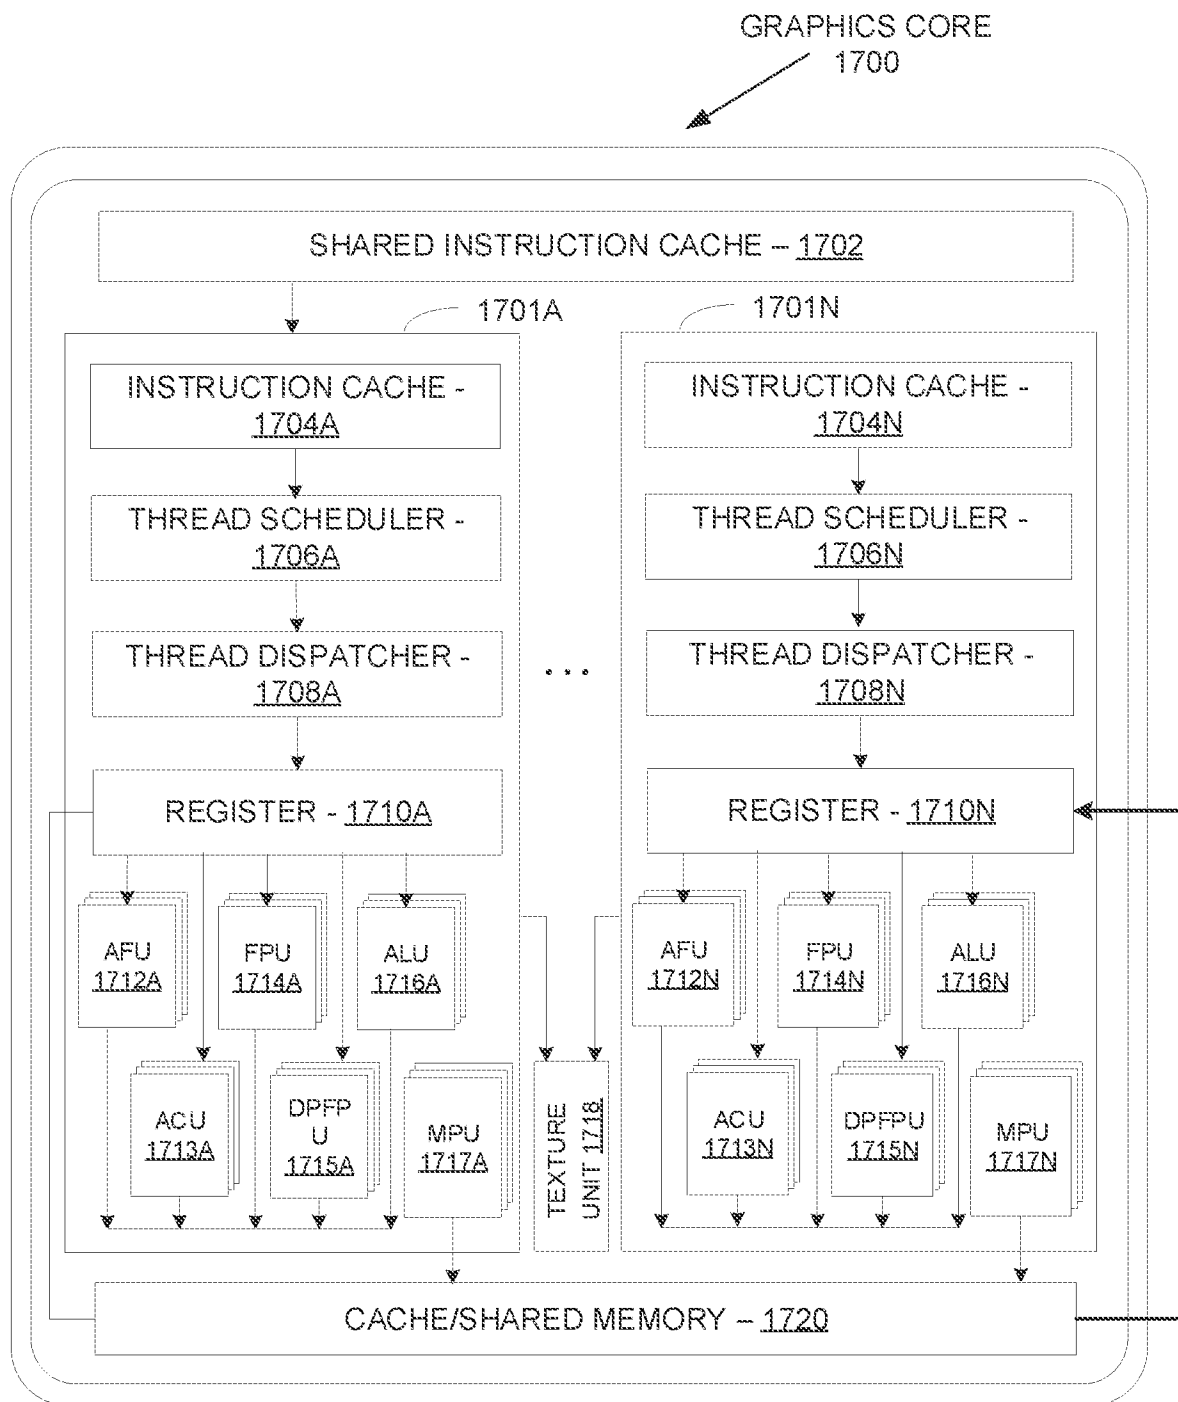 GRAPHICS CORE
1700
SHARED INSTRUCTION CACHE – 1702
1701A
1701N
INSTRUCTION CACHE -
1704A
THREAD SCHEDULER -
1706A
THREAD DISPATCHER -
1708A
REGISTER - 1710A
AFU
1712A
FPU
1714A
ALU
1716A
ACU
1713A
DPFP
U
1715A
MPU
1717A
...
TEXTURE
UNIT 1718
INSTRUCTION CACHE -
1704N
THREAD SCHEDULER -
1706N
THREAD DISPATCHER -
1708N
REGISTER - 1710N
AFU
1712N
FPU
1714N
ALU
1716N
ACU
1713N
DPFPU
1715N
MPU
1717N
CACHE/SHARED MEMORY – 1720